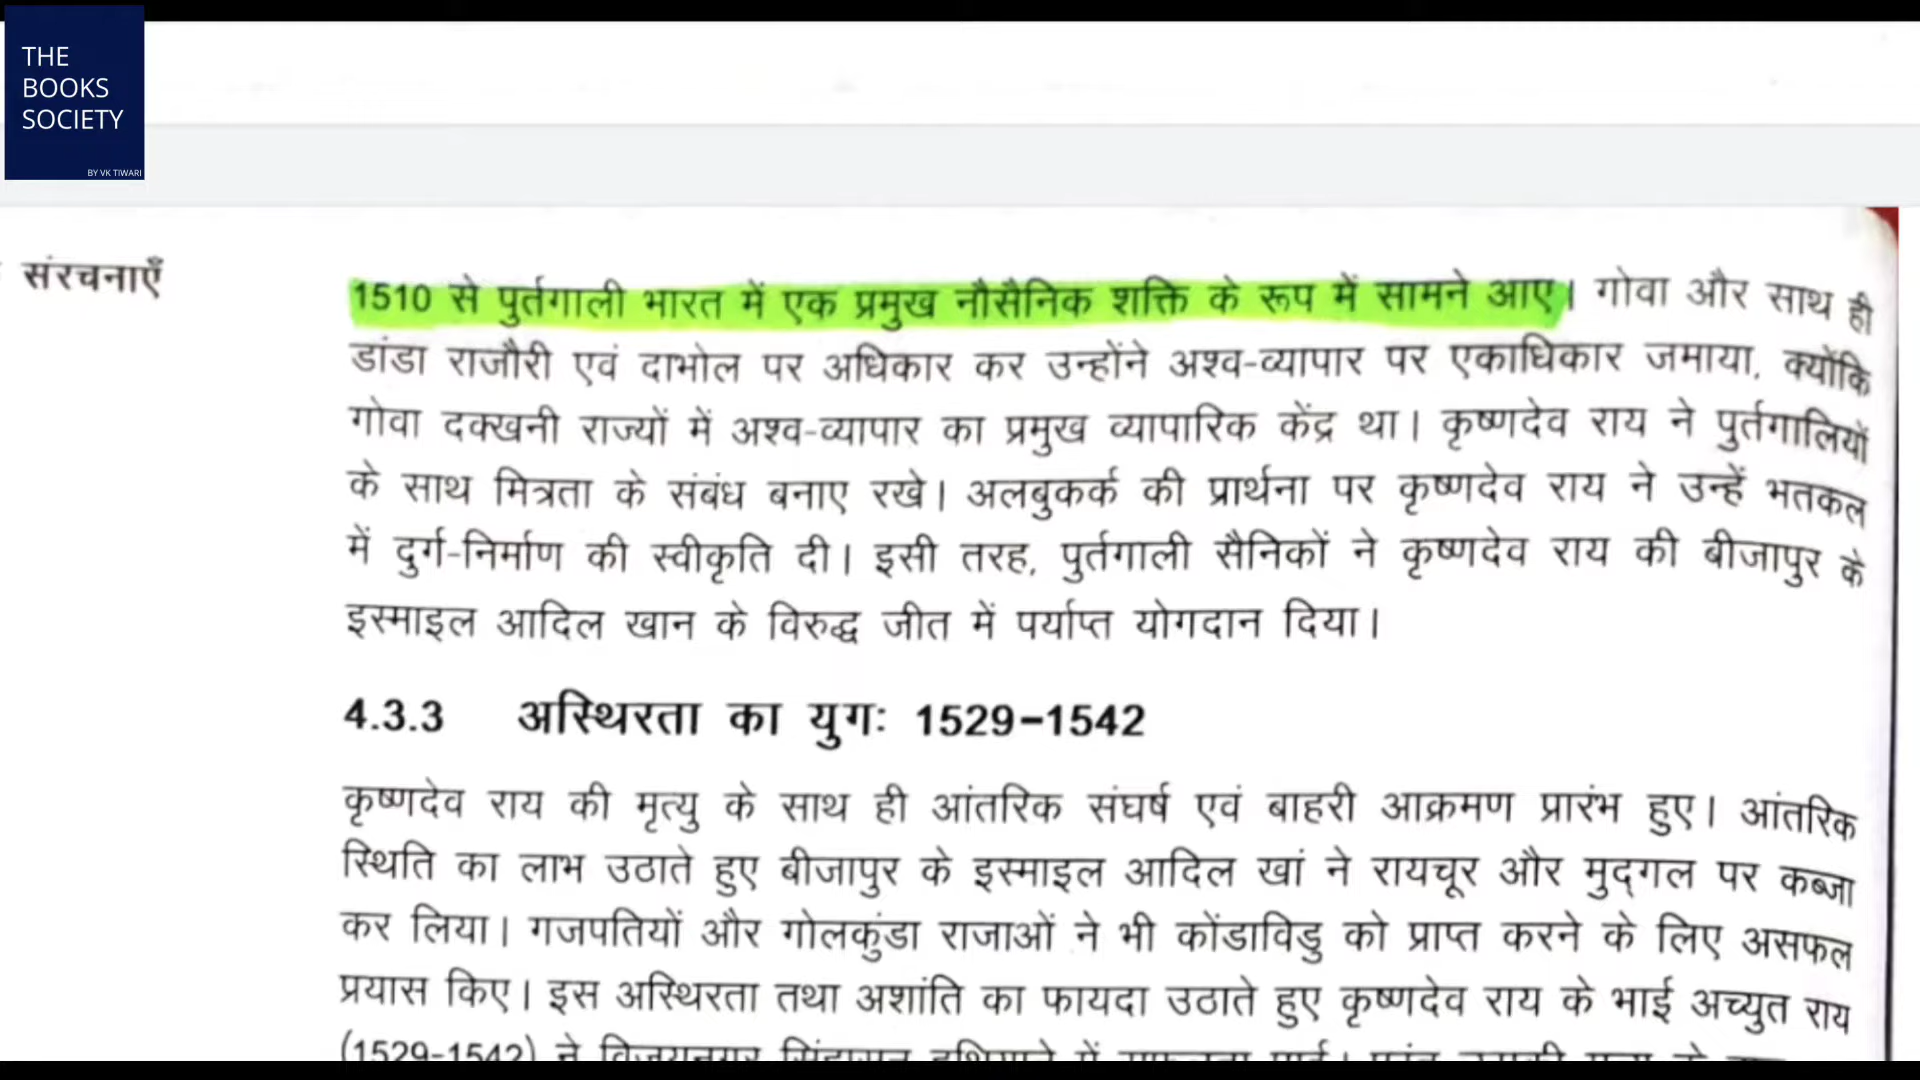 THE
BOOKS
SOCIETY
BY VK TIWARI
संरचनाएँ
1510 से पुर्तगाली भारत में एक प्रमुख नौसैनिक शक्ति के रूप में सामने आए। गोवा और साथ ही
डांडा राजौरी एवं दाभोल पर अधिकार कर उन्होंने अश्व-व्यापार पर एकाधिकार जमाया, क्योंकि
गोवा दक्खनी राज्यों में अश्व-व्यापार का प्रमुख व्यापारिक केंद्र था। कृष्णदेव राय ने पुर्तगालियों
के साथ मित्रता के संबंध बनाए रखे। अलबुकर्क की प्रार्थना पर कृष्णदेव राय ने उन्हें भतकल
में दुर्ग-निर्माण की स्वीकृति दी। इसी तरह, पुर्तगाली सैनिकों ने कृष्णदेव राय की बीजापुर के
इस्माइल आदिल खान के विरुद्ध जीत में पर्याप्त योगदान दिया।
4.3.3 अस्थिरता का युगः 1529-1542
कृष्णदेव राय की मृत्यु के साथ ही आंतरिक संघर्ष एवं बाहरी आक्रमण प्रारंभ हुए। आंतरिक
स्थिति का लाभ उठाते हुए बीजापुर के इस्माइल आदिल खां ने रायचूर और मुद्‌गल पर कब्जा
कर लिया। गजपतियों और गोलकुंडा राजाओं ने भी कोंडाविडु को प्राप्त करने के लिए असफल
प्रयास किए। इस अस्थिरता तथा अशांति का फायदा उठाते हुए कृष्णदेव राय के भाई अच्युत राय
(1529-1542) ने विजयनगर